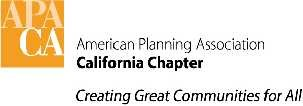 APA
CA
American Planning Association
California Chapter
Creating Great Communities for All